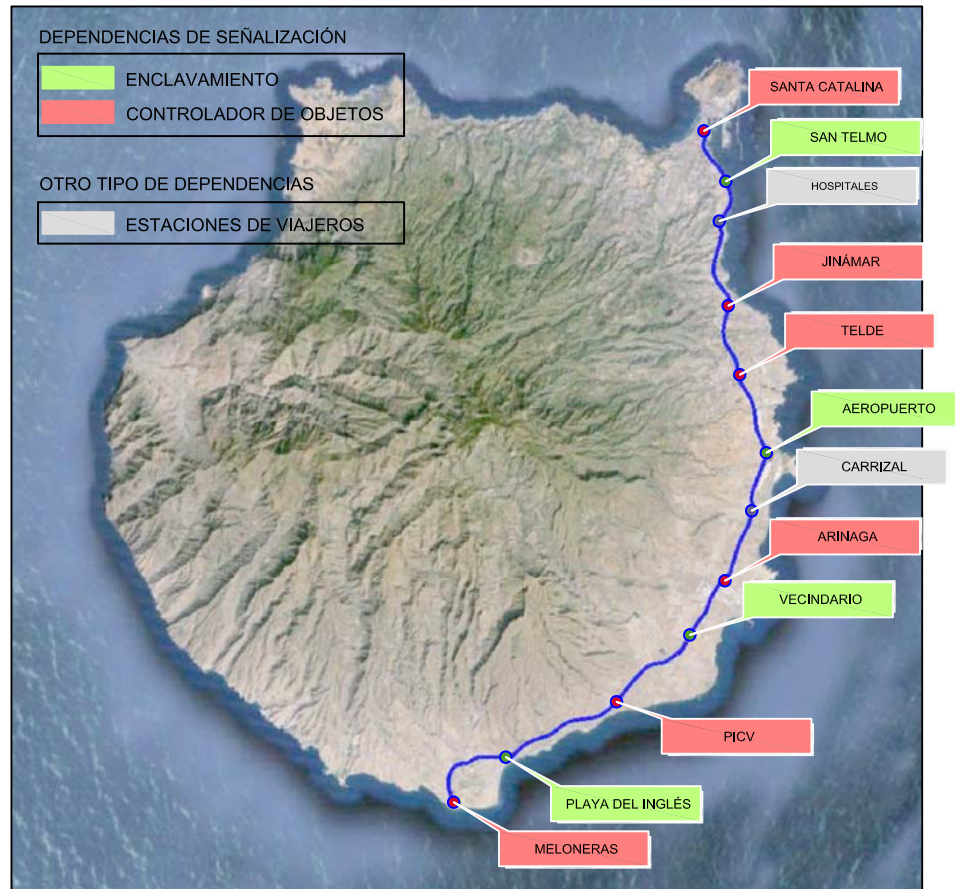 DEPENDENCIAS DE SEÑALIZACIÓN
ENCLAVAMIENTO
CONTROLADOR DE OBJETOS
OTRO TIPO DE DEPENDENCIAS
ESTACIONES DE VIAJEROS
SANTA CATALINA
SAN TELMO
HOSPITALES
JINÁMAR
TELDE
AEROPUERTO
CARRIZAL
ARINAGA
VECINDARIO
PICV
PLAYA DEL INGLÉS
MELONERAS